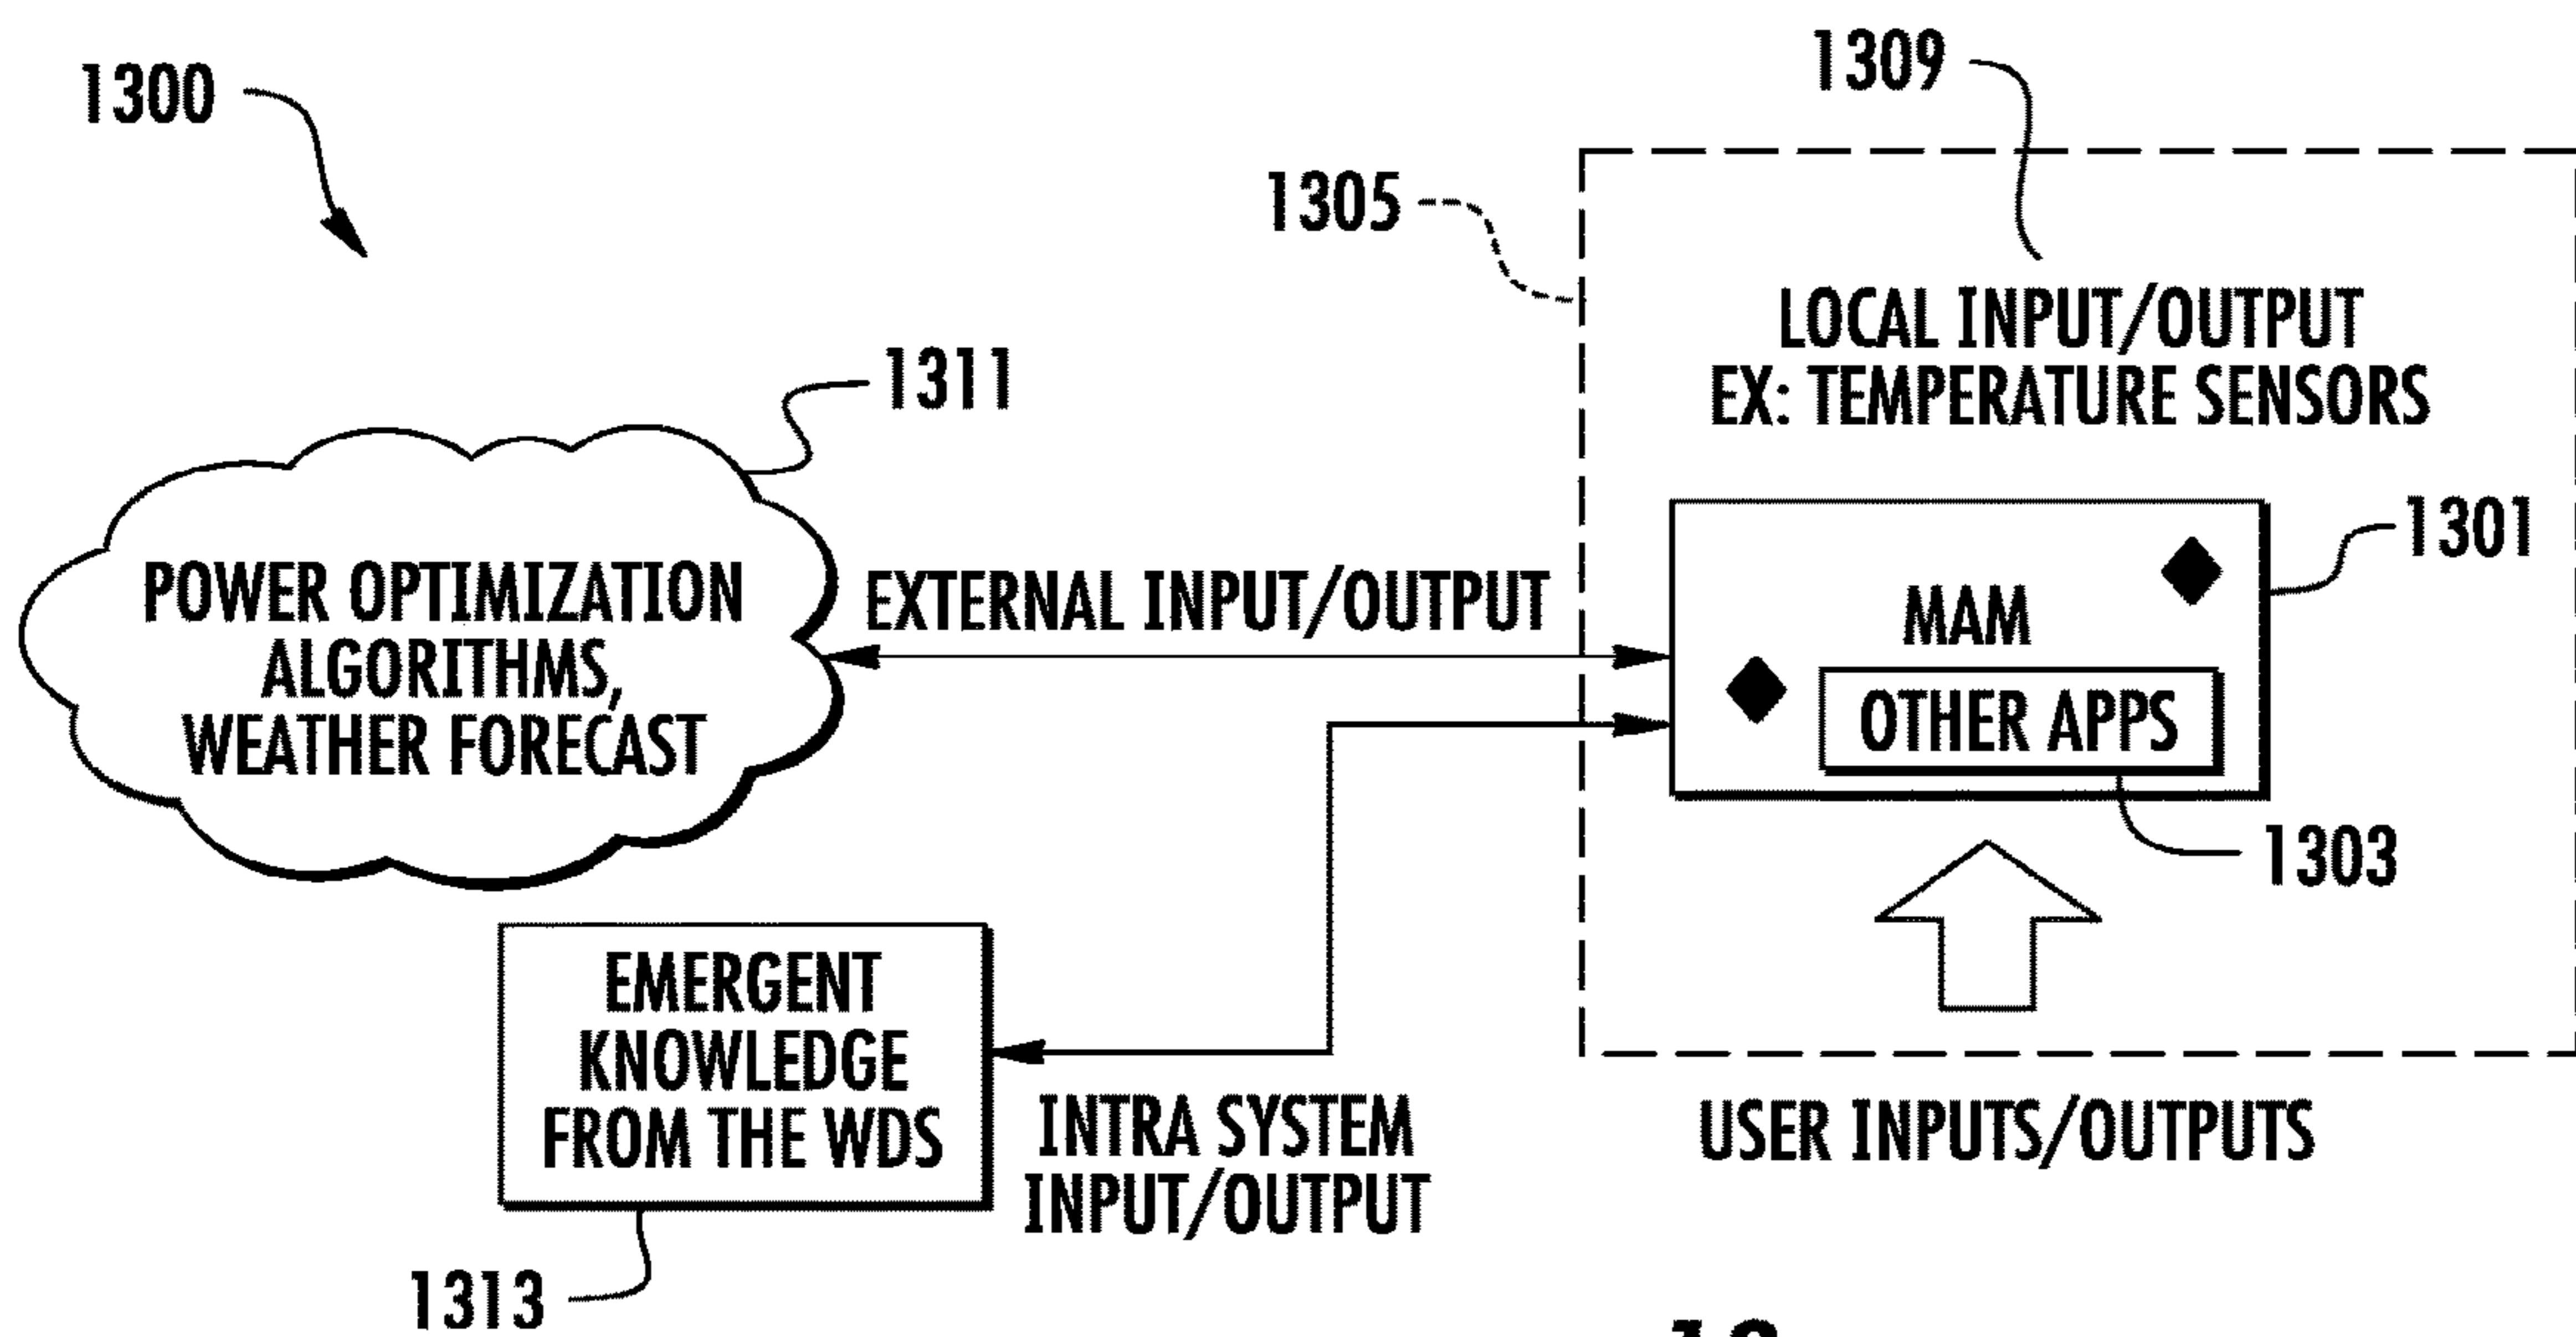 1300
1309
1305
LOCAL INPUT/OUTPUT
EX: TEMPERATURE SENSORS
1311
1301
POWER OPTIMIZATION
ALGORITHMS,
WEATHER FORECAST
EXTERNAL INPUT/OUTPUT
MAM
OTHER APPS
1303
EMERGENT
KNOWLEDGE
FROM THE WDS
INTRA SYSTEM
INPUT/OUTPUT
USER INPUTS/OUTPUTS
1313